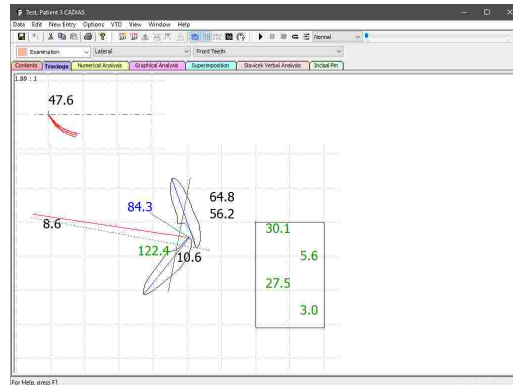 Test, Patient 3 CADIAS
Data Edit New Entry Options VTO View Window Help
Normal
Examination Lateral Front Teeth
Contents Tracings Numerical Analysis Graphical Analysis Superimposition Slavicek Verbal Analysis Incisal Pin
1.89 : 1
47.6
84.3
64.8
56.2
8.6
122.4
10.6
30.1
5.6
27.5
3.0
For Help, press F1